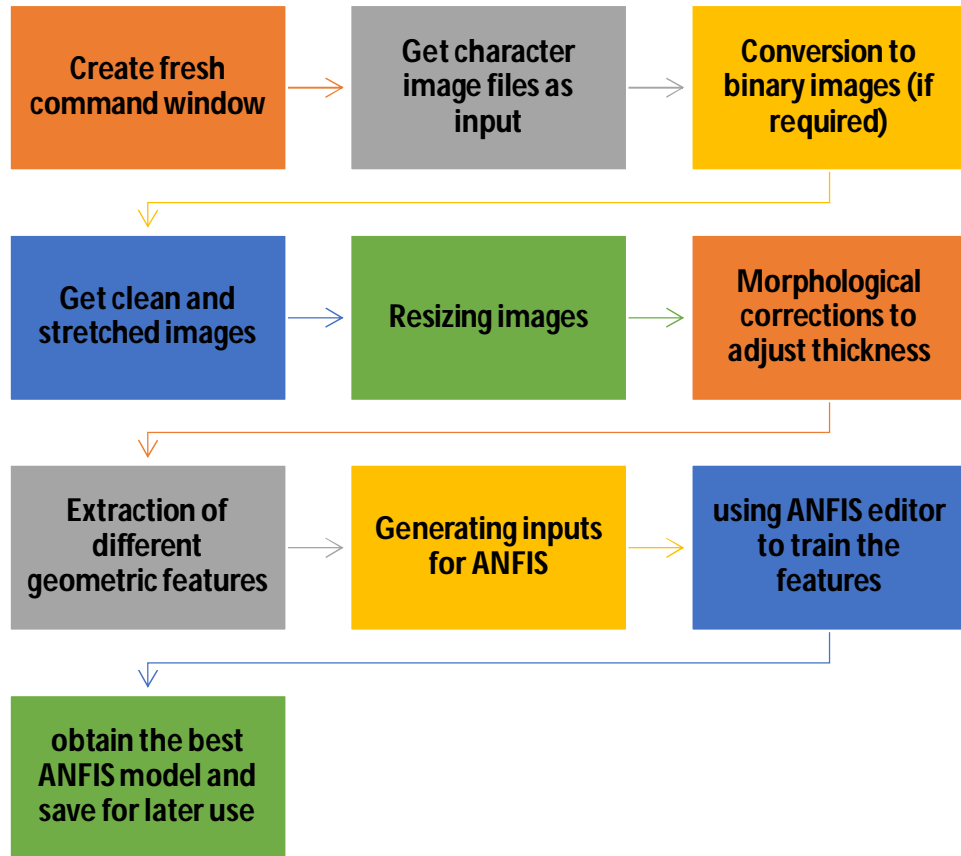 Create fresh
command window
Get character
image files as
input
Conversion to
binary images (if
required)
Get clean and
stretched images
Resizing images
Morphological
corrections to
adjust thickness
Extraction of
different
geometric features
Generating inputs
for ANFIS
using ANFIS editor
to train the
features
obtain the best
ANFIS model and
save for later use